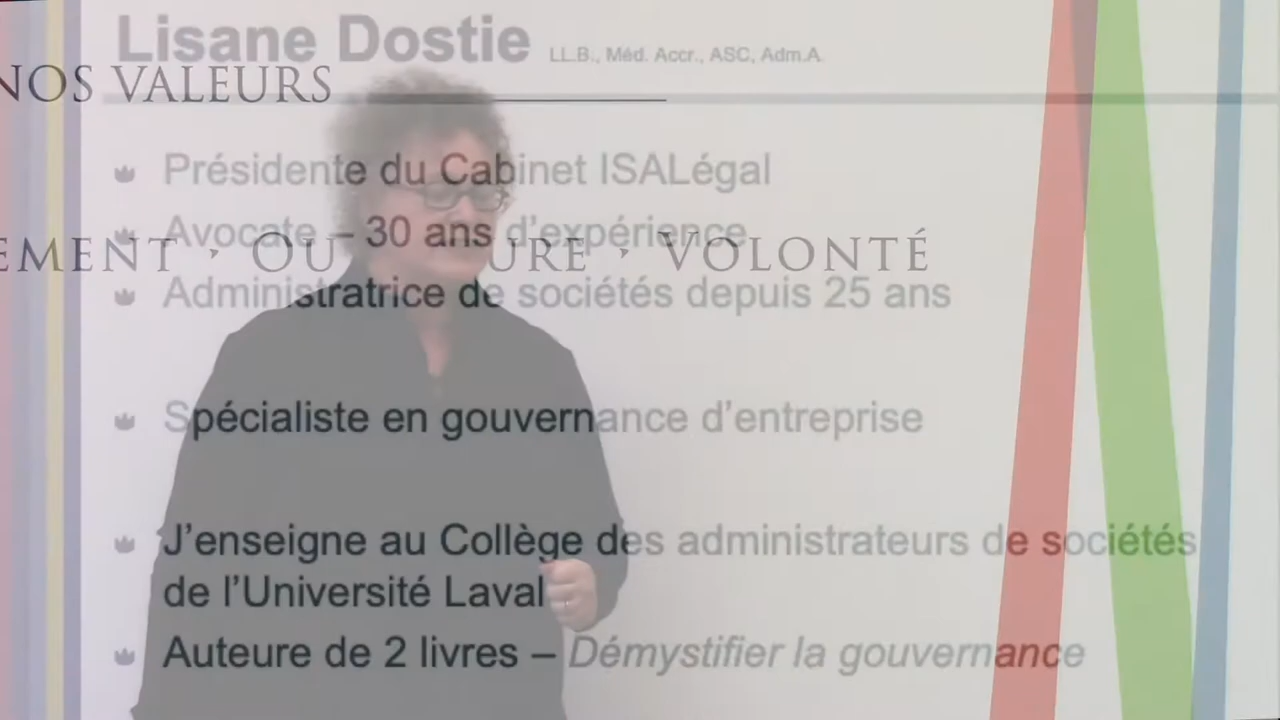 Lisane Dostie LL.B., Méd. Accr., ASC, Adm.A.
NOS VALEURS
Présidente du Cabinet ISALégal
Avocate – 30 ans d'expérience
VOLONTÉ
Administratrice de sociétés depuis 25 ans
Spécialiste en gouvernance d'entreprise
J'enseigne au Collège des administrateurs de sociétés
de l'Université Laval
Auteure de 2 livres – Démystifier la gouvernance